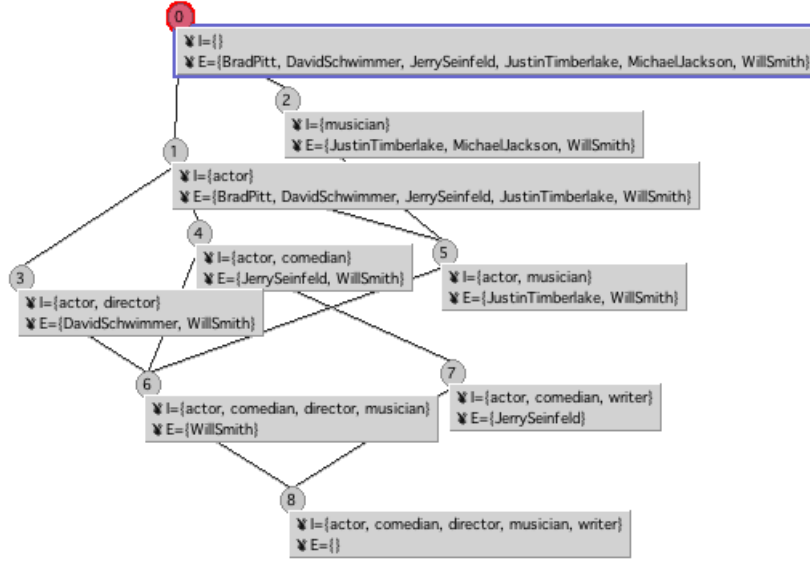 0
I={}
E={BradPitt, DavidSchwimmer, JerrySeinfeld, JustinTimberlake, MichaelJackson, WillSmith}
2
I={musician}
E={JustinTimberlake, MichaelJackson, WillSmith}
1
I={actor}
E={BradPitt, DavidSchwimmer, JerrySeinfeld, JustinTimberlake, WillSmith}
4
I={actor, comedian}
E={JerrySeinfeld, WillSmith}
5
I={actor, musician}
E={JustinTimberlake, WillSmith}
3
I={actor, director}
E={DavidSchwimmer, WillSmith}
6
I={actor, comedian, director, musician}
E={WillSmith}
7
I={actor, comedian, writer}
E={JerrySeinfeld}
8
I={actor, comedian, director, musician, writer}
E={}